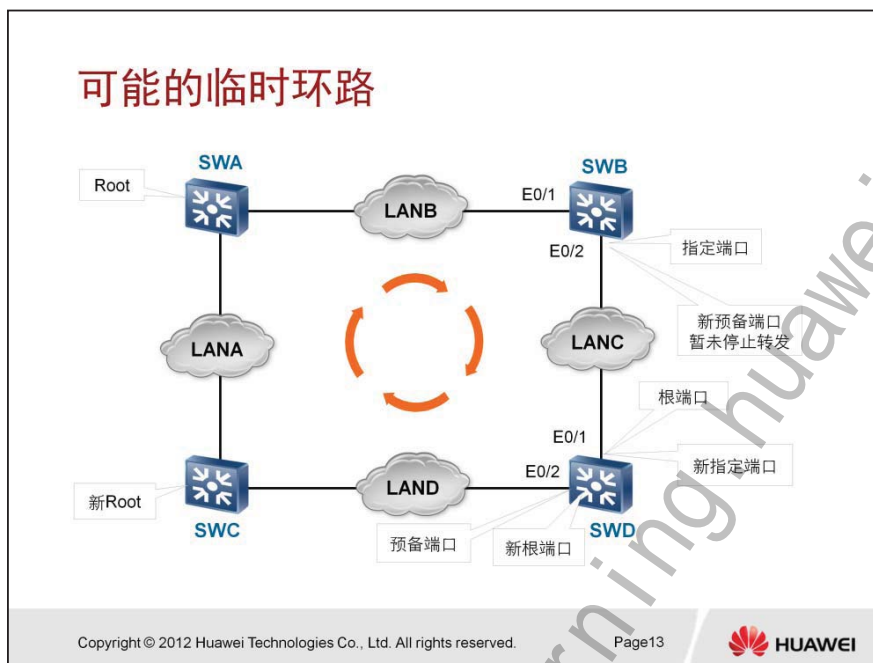 可能的临时环路
SWA
SWB
Root
LANB
E0/1
E0/2
指定端口
新预备端口
暂未停止转发
LANA
LANC
根端口
E0/1
新指定端口
E0/2
LAND
新Root
SWC
预备端口
新根端口
SWD
rning.huawei.
Copyright © 2012 Huawei Technologies Co., Ltd. All rights reserved.
Page13
HUAWEI